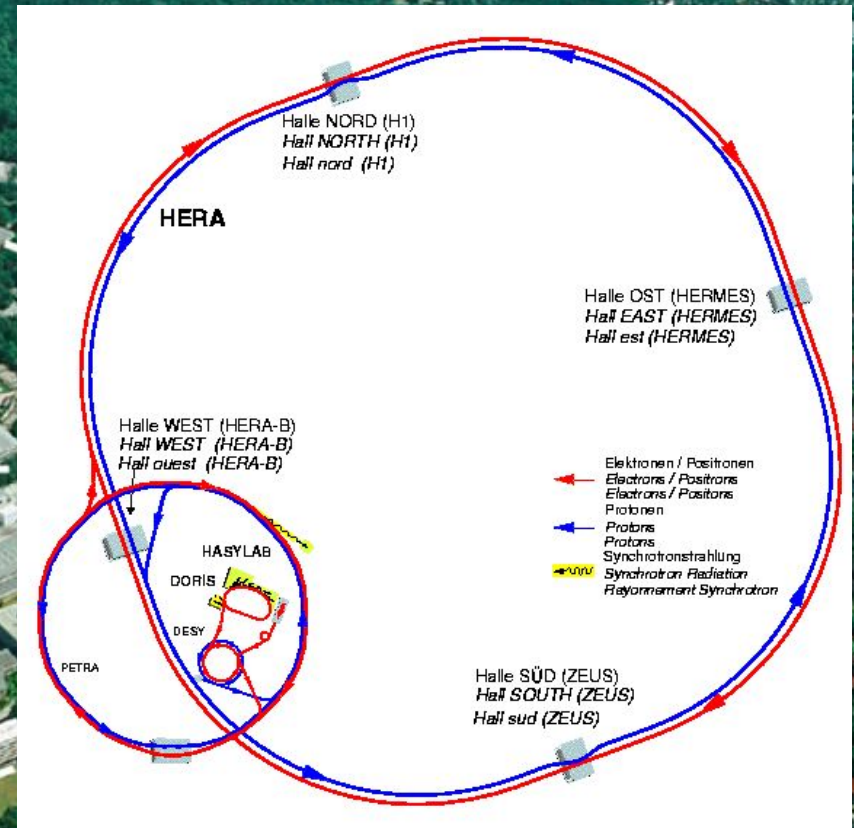 Halle NORD (H1)
Hall NORTH (H1)
Hall nord (H1)
HERA
Halle OST (HERMES)
Hall EAST (HERMES)
Hall est (HERMES)
Halle WEST (HERA-B)
Hall WEST (HERA-B)
Hall ouest (HERA-B)
Elektronen / Positronen
Electrons / Positrons
Electrons / Positons
Protonen
Protons
Protons
Synchrotronstrahlung
Synchrotron Radiation
Rayonnement Synchrotron
HASYLAB
DORIS
DESY
PETRA
Halle SÜD (ZEUS)
Hall SOUTH (ZEUS)
Hall sud (ZEUS)